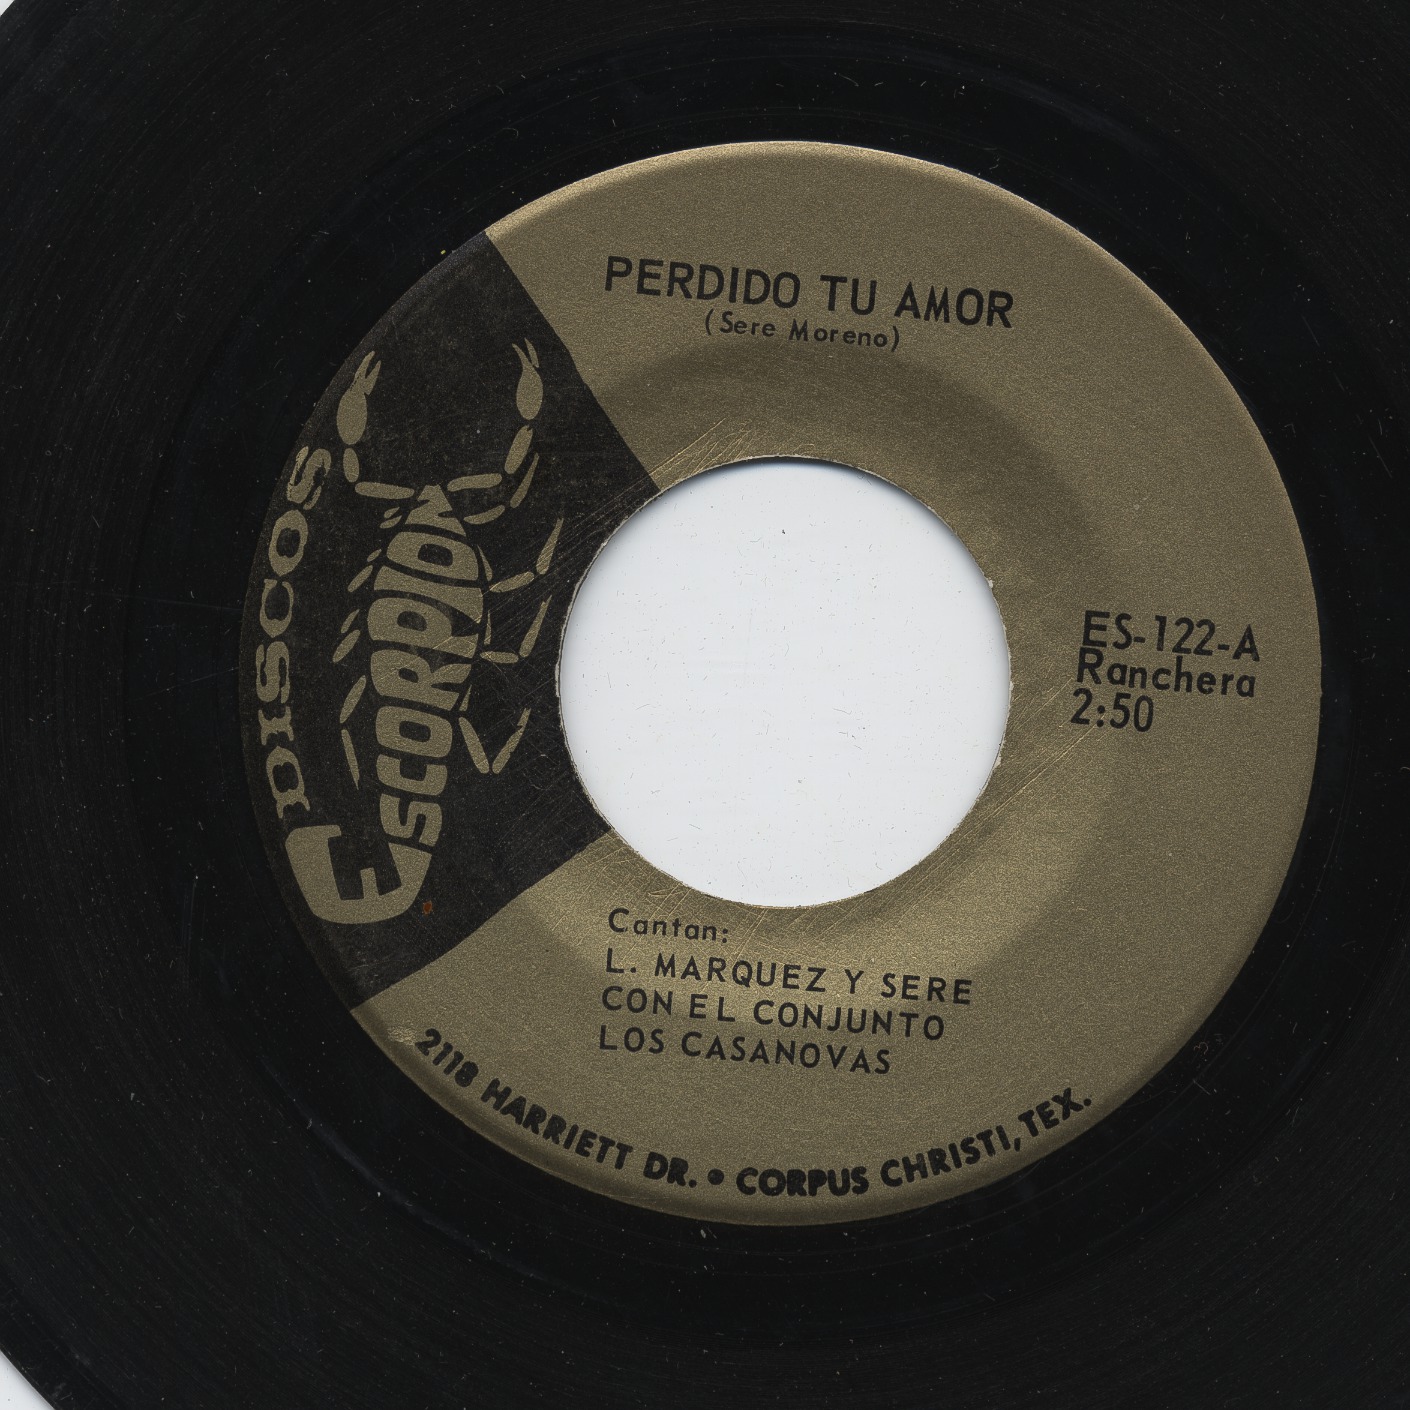 PERDIDO TU AMOR
(Sere Moreno)
DISCOS
ESCORPION
ES-122-A
Ranchera
2:50
Cantan:
L. MARQUEZ Y SERE
CON EL CONJUNTO
LOS CASANOVAS
2118 HARRIETT DR. • CORPUS CHRISTI, TEX.